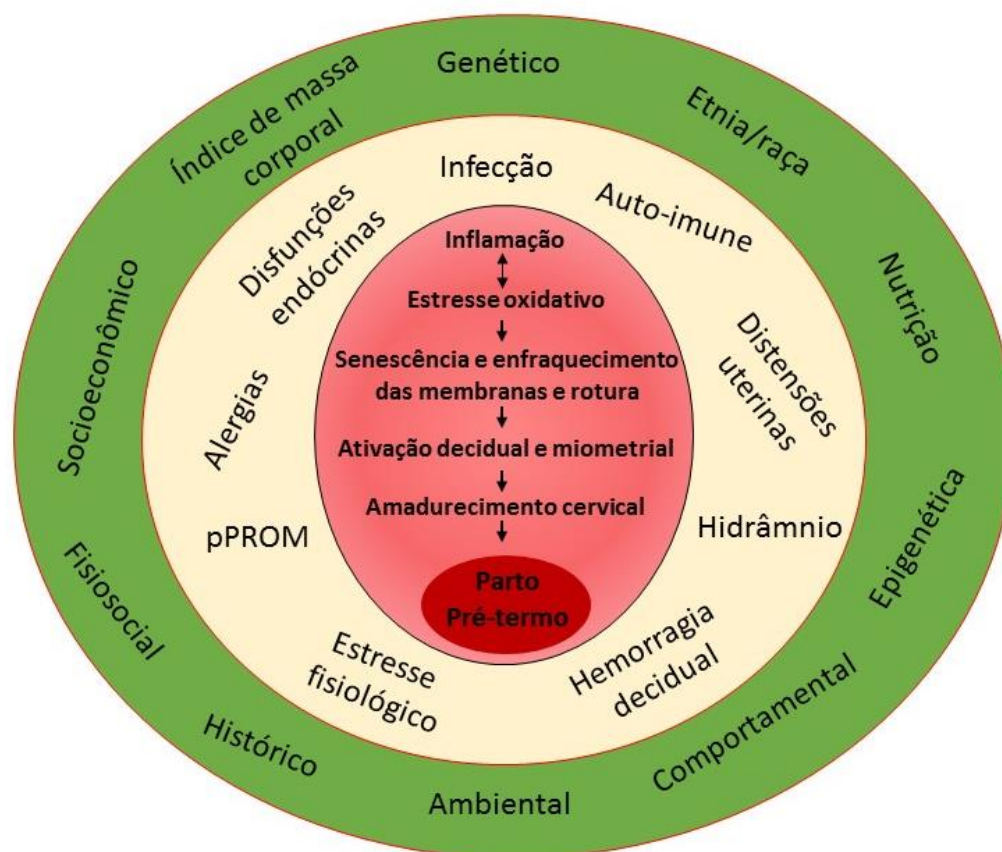 Genético
Etnia/raça
Nutrição
Epigenética
Comportamental
Ambiental
Histórico
Fisiosocial
Socioeconômico
Índice de massa
corporal
Infecção
Auto-imune
Distensões
uterinas
Hidrâmnio
Hemorragia
decidual
Estresse
fisiológico
pPROM
Alergias
Disfunções
endócrinas
Inflamação
Estresse oxidativo
Senescência e enfraquecimento
das membranas e rotura
Ativação decidual e miometrial
Amadurecimento cervical
Parto
Pré-termo